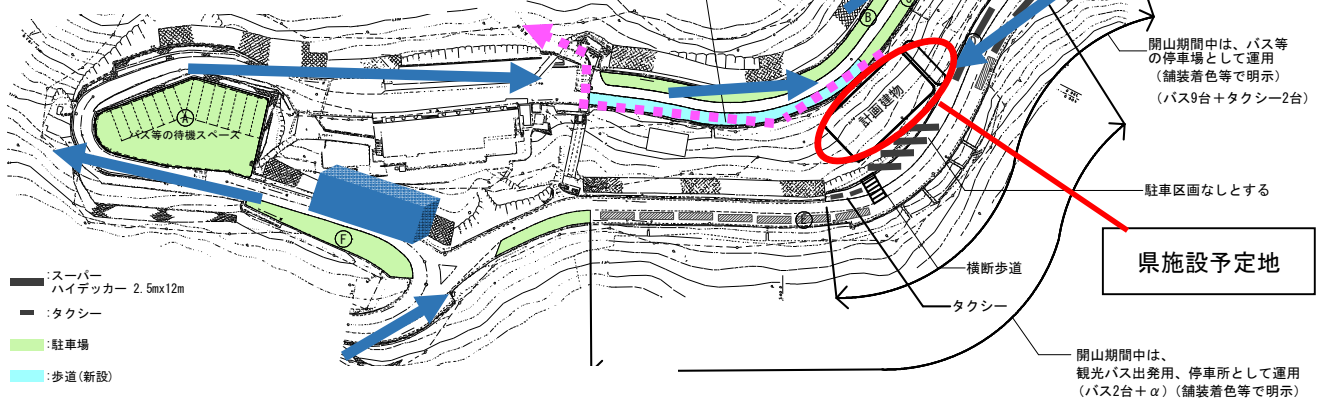 開山期間中は、バス等
の停車場として運用
(舗装着色等で明示)
(バス9台+タクシー2台)
B
計画建物
A
バス等の待機スペース
駐車区画なしとする
E
F
県施設予定地
横断歩道
タクシー
:スーパー
ハイデッカー 2.5mx12m
:タクシー
:駐車場
:歩道(新設)
開山期間中は、
観光バス出発用、停車所として運用
(バス2台+α)(舗装着色等で明示)